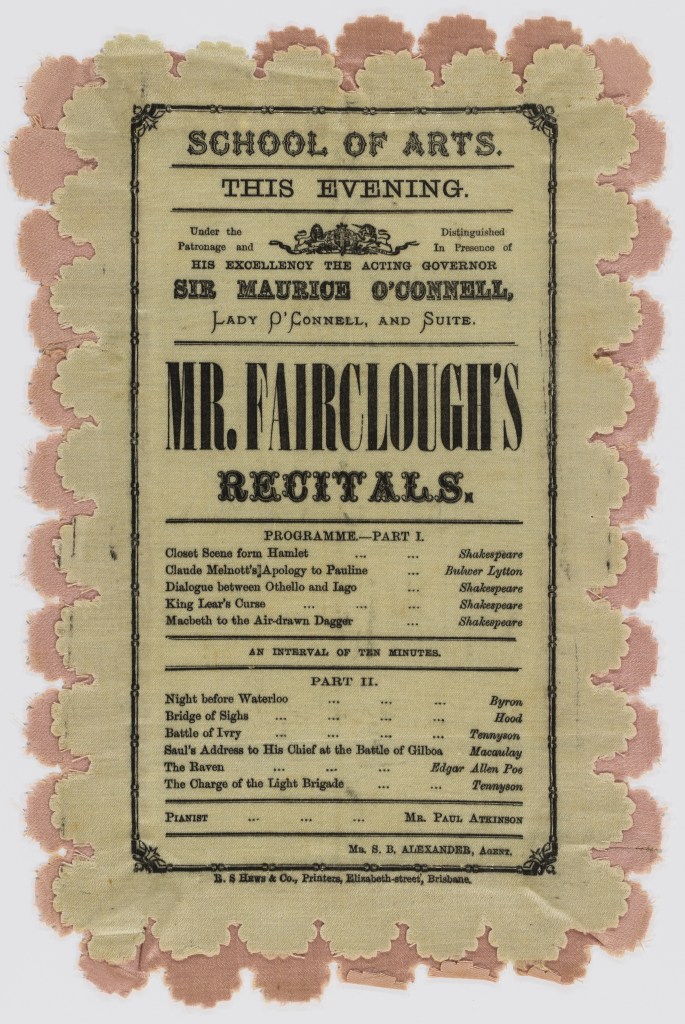 SCHOOL OF ARTS.
THIS EVENING.
Under the Distinguished
Patronage and In Presence of
HIS EXCELLENCY THE ACTING GOVERNOR
SIR MAURICE O'CONNELL,
LADY O'CONNELL, AND SUITE.
MR. FAIRCLOUGH'S
RECITALS.
PROGRAMME.—PART I.
Closet Scene form Hamlet ... ... Shakespeare
Claude Melnott's]Apology to Pauline ... Bulwer Lytton
Dialogue between Othello and Iago ... Shakespeare
King Lear's Curse ... ... ... Shakespeare
Macbeth to the Air-drawn Dagger ... Shakespeare
AN INTERVAL OF TEN MINUTES.
PART II.
Night before Waterloo ... ... ... Byron
Bridge of Sighs ... ... ... ... Hood
Battle of Ivry ... ... ... ... Tennyson
Saul's Address to His Chief at the Battle of Gilboa Macaulay
The Raven ... ... ... Edgar Allen Poe
The Charge of the Light Brigade ... ... Tennyson
PIANIST ... ... ... MR. PAUL ATKINSON
MR. S. B, ALEXANDER, AGENT.
R. S HEWS & Co., Printers, Elizabeth-street, Brisbane.